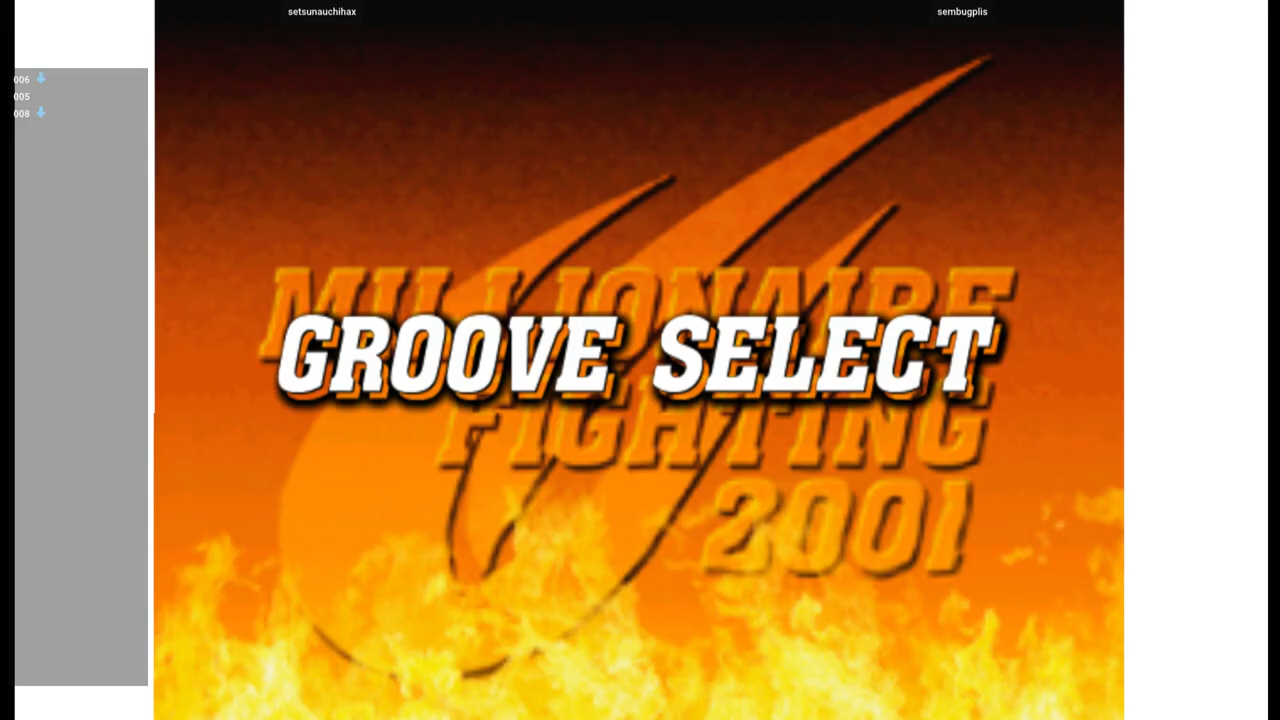 setsunauchihax
sembugplis
006
005
008
MILLIONAIRE
GROOVE SELECT
FIGHTING
2001